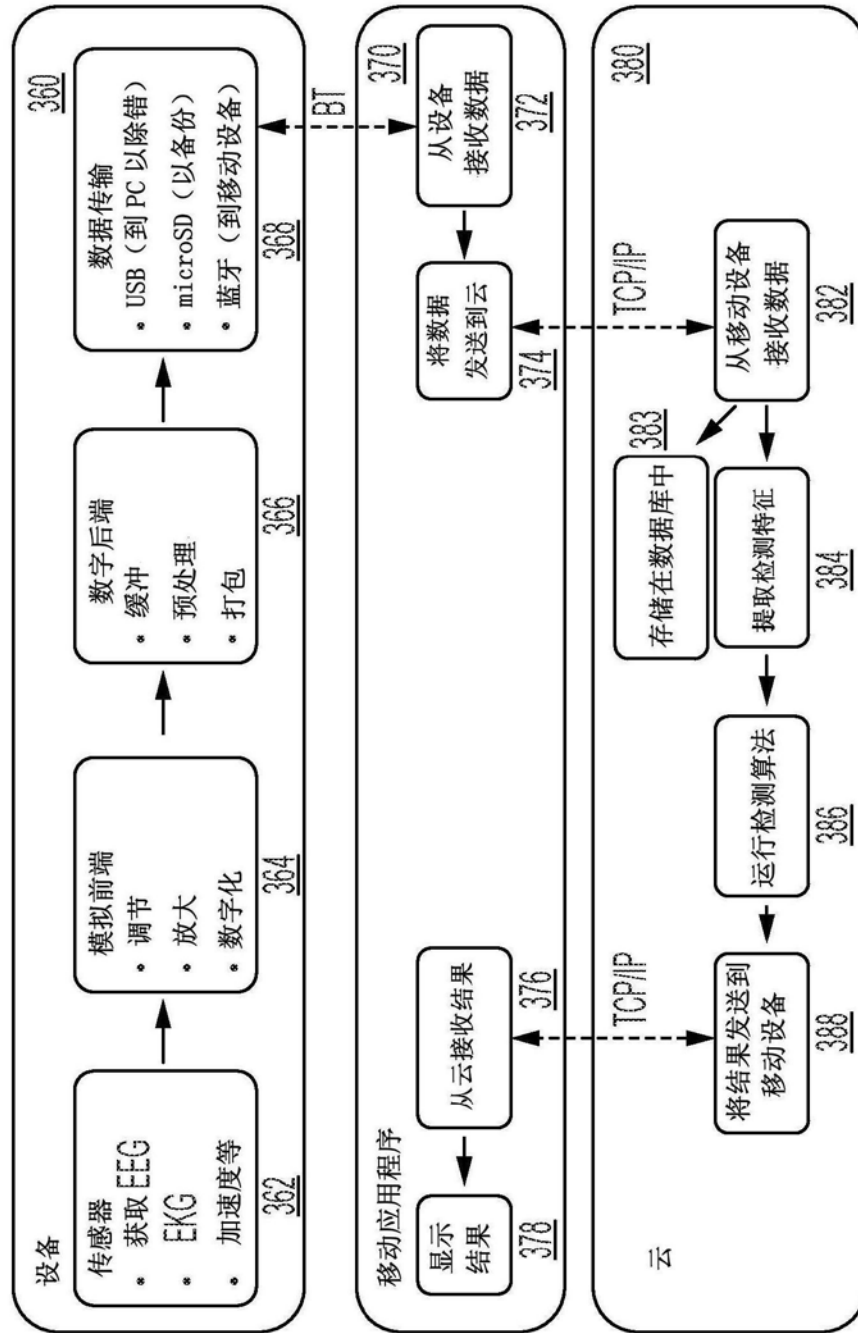 设备
360
传感器
• 获取EEG
• EKG
• 加速度等
362
模拟前端
• 调节
• 放大
• 数字化
364
数字后端
• 缓冲
• 预处理
• 打包
366
数据传输
• USB（到 PC 以除错）
• microSD（以备份）
• 蓝牙（到移动设备）
368
BT
移动应用程序
370
从设备
接收数据
372
将数据
发送到云
374
从云接收结果
376
显示
结果
378
TCP/IP
TCP/IP
云
380
从移动设备
接收数据
382
存储在数据库中
383
提取检测特征
384
运行检测算法
386
将结果发送到
移动设备
388